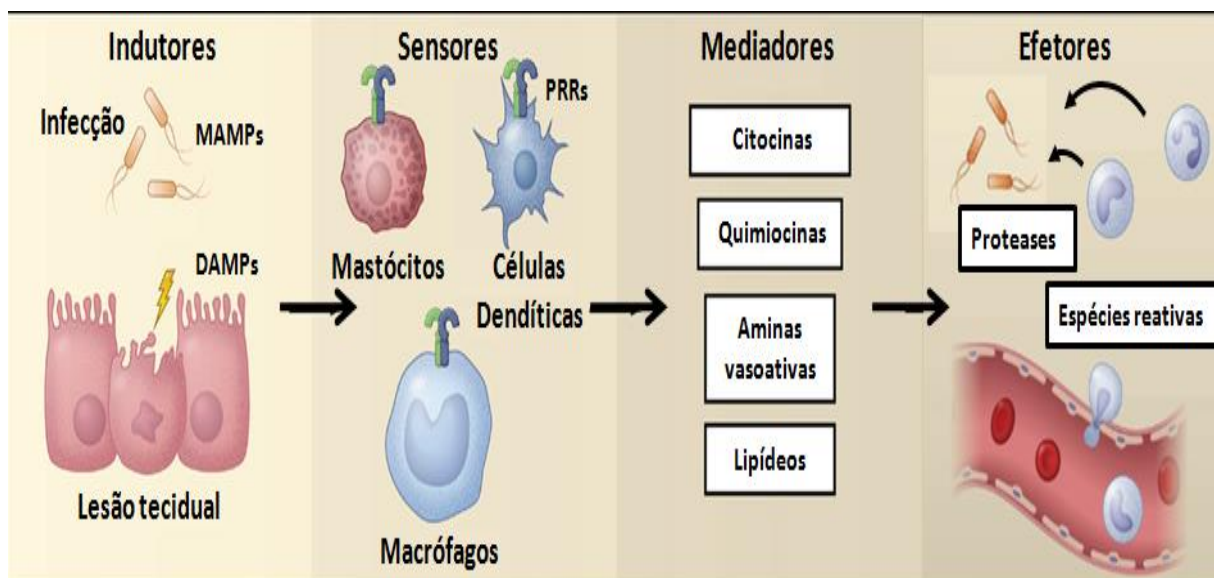 Indutores
Infecção
MAMPs
DAMPs
Lesão tecidual
Sensores
PRRs
Mastócitos
Células
Dendíticas
Macrófagos
Mediadores
Citocinas
Quimiocinas
Aminas
vasoativas
Lipídeos
Efetores
Proteases
Espécies reativas